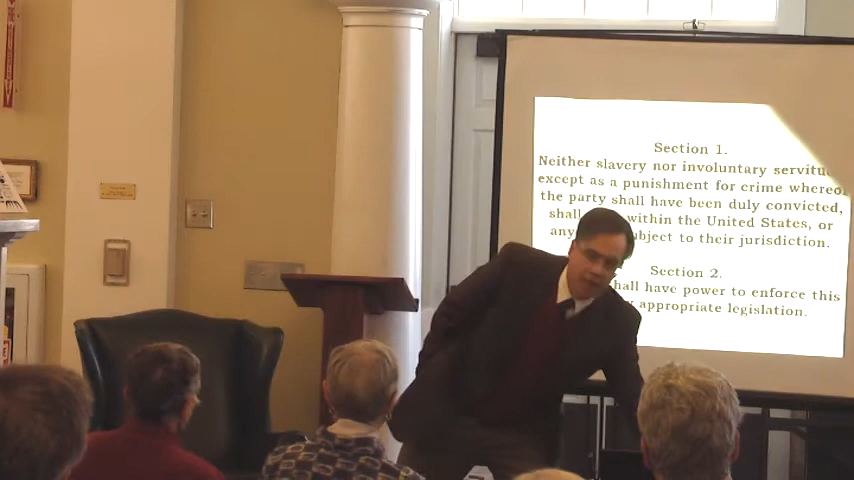 Section 1.
Neither slavery nor involuntary
except as a punishment for crime
the party shall have been duly convicted,
shall within the United States, or
subject to their jurisdiction.
Section 2.
shall have power to enforce this
appropriate legislation.